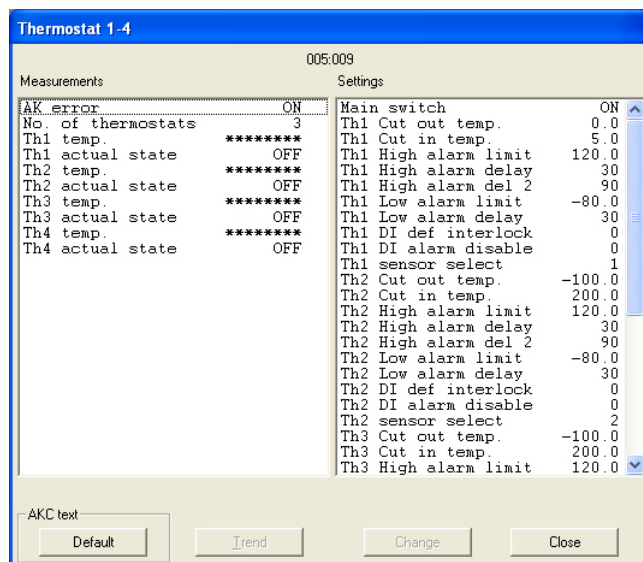 Thermostat 1-4
005:009
Measurements
AK error ON
No. of thermostats 3
Th1 temp. ********
Th1 actual state OFF
Th2 temp. ********
Th2 actual state OFF
Th3 temp. ********
Th3 actual state OFF
Th4 temp. ********
Th4 actual state OFF
Settings
Main switch ON
Th1 Cut out temp. 0.0
Th1 Cut in temp. 5.0
Th1 High alarm limit 120.0
Th1 High alarm delay 30
Th1 High alarm del 2 90
Th1 Low alarm limit -80.0
Th1 Low alarm delay 30
Th1 DI def interlock 0
Th1 DI alarm disable 0
Th1 sensor select 1
Th2 Cut out temp. -100.0
Th2 Cut in temp. 200.0
Th2 High alarm limit 120.0
Th2 High alarm delay 30
Th2 High alarm del 2 90
Th2 Low alarm limit -80.0
Th2 Low alarm delay 30
Th2 DI def interlock 0
Th2 DI alarm disable 0
Th2 sensor select 2
Th3 Cut out temp. -100.0
Th3 Cut in temp. 200.0
Th3 High alarm limit 120.0
AKC text
Default Trend Change Close